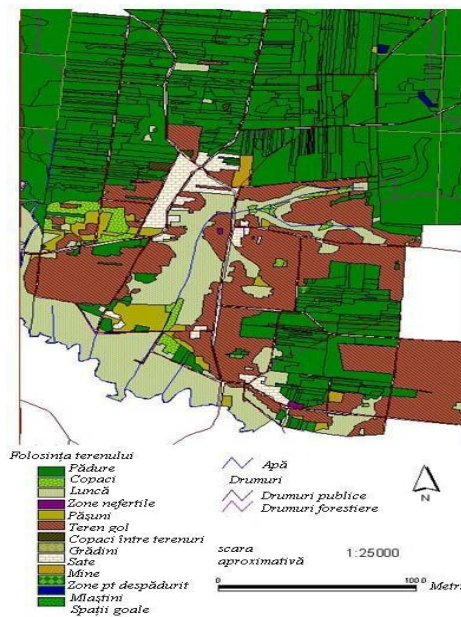 Folosința terenului
Pădure
Copaci
Luncă
Zone nefertile
Pășuni
Teren gol
Copaci între terenuri
Grădini
Sate
Mine
Zone pt despădurit
Mlaștini
Spații goale
Apă
Drumuri
Drumuri publice
Drumuri forestiere
N
scara
aproximativă
1:25000
0
Metri